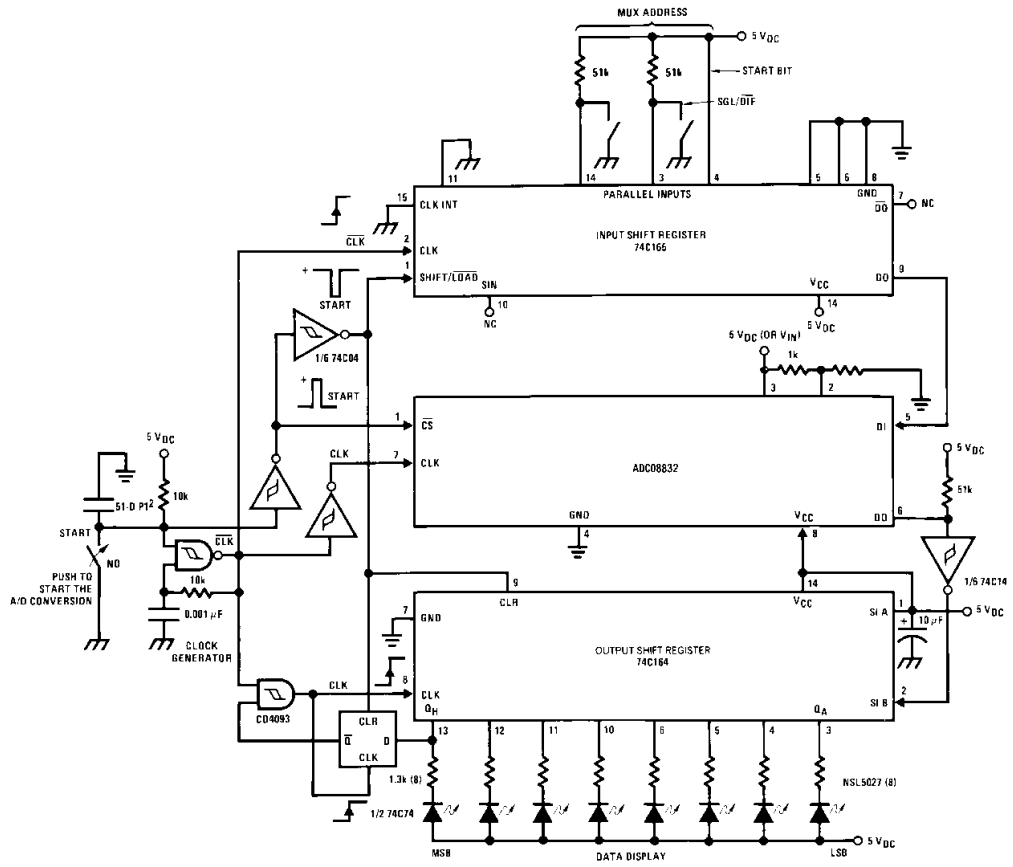 MUX ADDRESS
5 VDC
51k
51k
START BIT
SGL/DIF
11
14
3
4
5
6
8
PARALLEL INPUTS
GND
15
CLK INT
DO
7
NC
INPUT SHIFT REGISTER
74C165
CLK
2
CLK
1
SHIFT/LOAD
DO
9
SIN
VCC
10
NC
14
5 VDC
+
START
1/6 74C04
+
START
5 VDC (OR VIN)
1k
3
2
1
CS
DI
5
CLK
7
CLK
ADC08832
5 VDC
51k
5 VDC
10k
51-D P1²
START
CLK
NO
PUSH TO
START THE
A/D CONVERSION
10k
0.001 µF
CLOCK
GENERATOR
GND
4
VCC
8
DO
6
1/6 74C14
9
CLR
14
VCC
7
GND
SI A
1
5 VDC
+
10 µF
OUTPUT SHIFT REGISTER
74C164
CLK
8
CLK
SI B
2
CD4093
QH
QA
CLR
Q
D
CLK
13
12
11
10
6
5
4
3
1.3k (8)
NSL5027 (8)
1/2 74C74
MSB
DATA DISPLAY
LSB
5 VDC